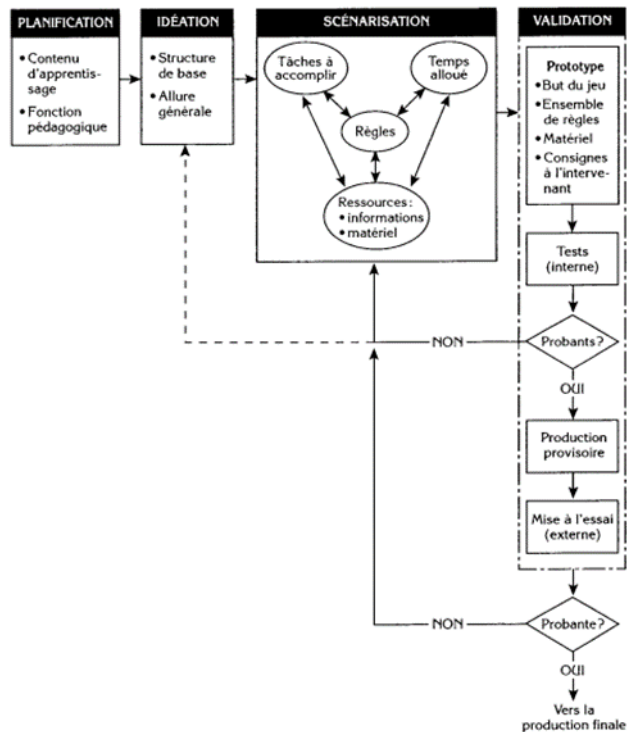 PLANIFICATION
• Contenu
d'apprentis-
sage
• Fonction
pédagogique
IDÉATION
• Structure
de base
• Allure
générale
SCÉNARISATION
Tâches à
accomplir
Temps
alloué
Règles
Ressources :
• informations
• matériel
VALIDATION
Prototype
• But du jeu
• Ensemble
de règles
• Matériel
• Consignes
à l'interve-
nant
Tests
(interne)
Probants ?
NON
OUI
Production
provisoire
Mise à l'essai
(externe)
Probante ?
NON
OUI
Vers la
production finale